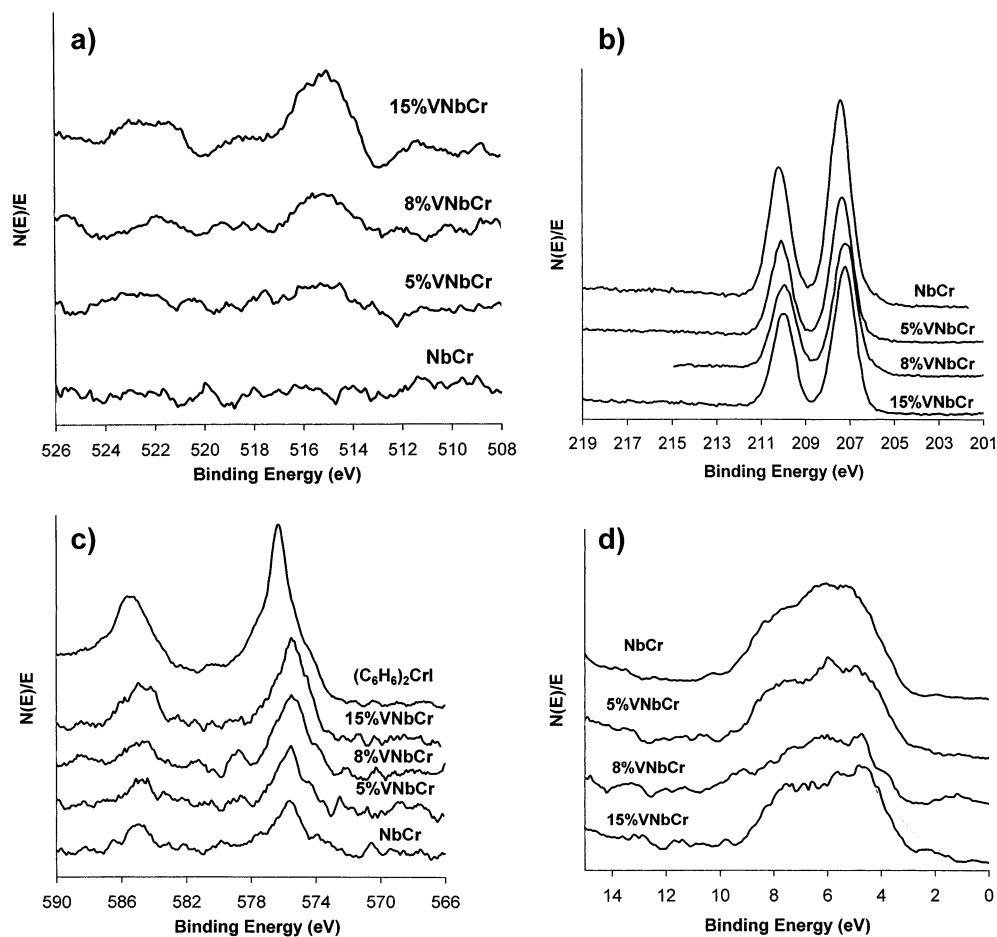 a)
15%VNbCr
8%VNbCr
5%VNbCr
NbCr
N(E)/E
526 524 522 520 518 516 514 512 510 508
Binding Energy (eV)
b)
NbCr
5%VNbCr
8%VNbCr
15%VNbCr
N(E)/E
219 217 215 213 211 209 207 205 203 201
Binding Energy (eV)
c)
(C₆H₆)₂CrI
15%VNbCr
8%VNbCr
5%VNbCr
NbCr
N(E)/E
590 586 582 578 574 570 566
Binding Energy (eV)
d)
NbCr
5%VNbCr
8%VNbCr
15%VNbCr
N(E)/E
14 12 10 8 6 4 2 0
Binding Energy (eV)